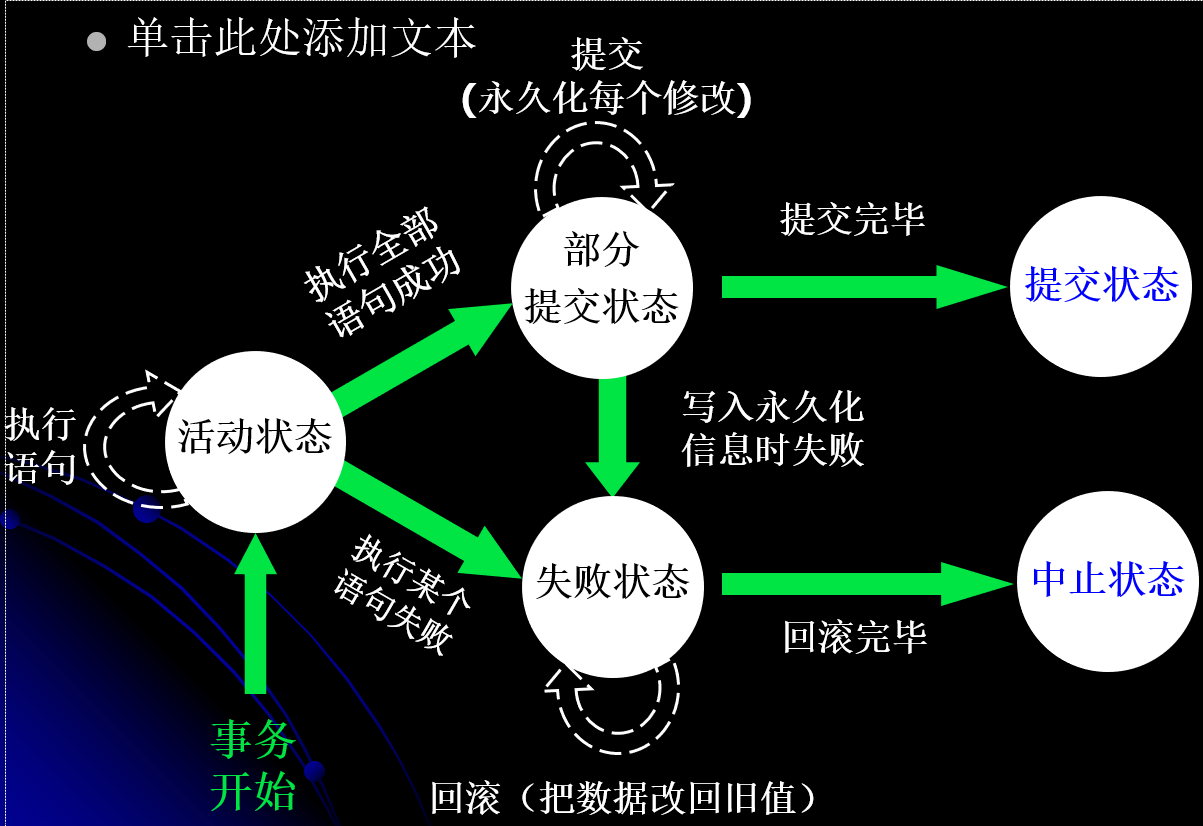 单击此处添加文本
提交
(永久化每个修改)
提交完毕
执行全部
语句成功
部分
提交状态
提交状态
执行
语句
活动状态
写入永久化
信息时失败
执行某个
语句失败
失败状态
中止状态
回滚完毕
事务
开始
回滚（把数据改回旧值）